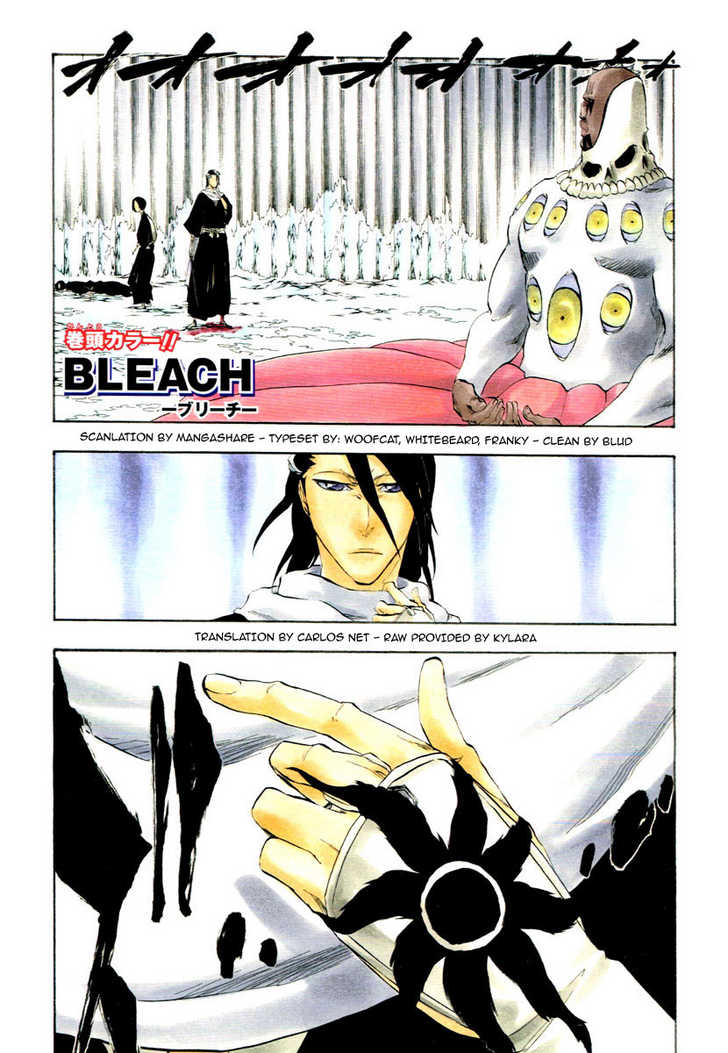 オオオオオオオオ
巻頭カラー!!
BLEACH
ーブリーチー
SCANLATION BY MANGASHARE – TYPESET BY: WOOFCAT, WHITEBEARD, FRANKY – CLEAN BY BLUD
TRANSLATION BY CARLOS NET – RAW PROVIDED BY KYLARA